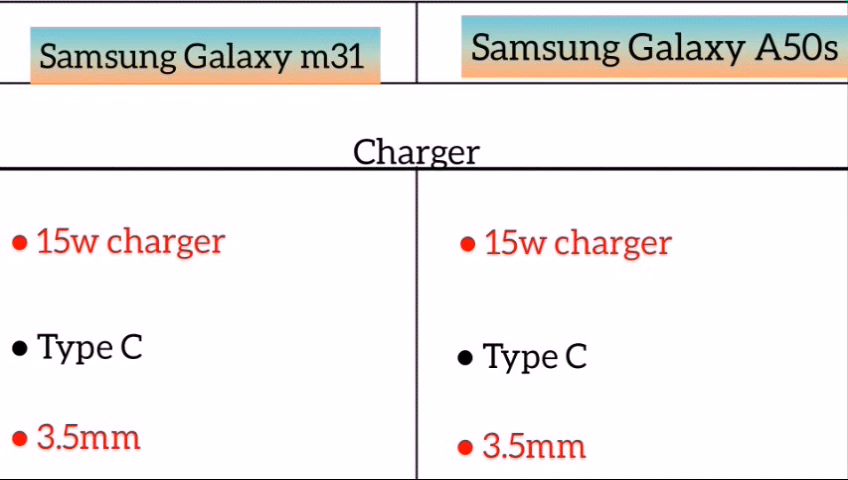 Samsung Galaxy m31
Samsung Galaxy A50s
Charger
● 15w charger
● 15w charger
● Type C
● Type C
● 3.5mm
● 3.5mm